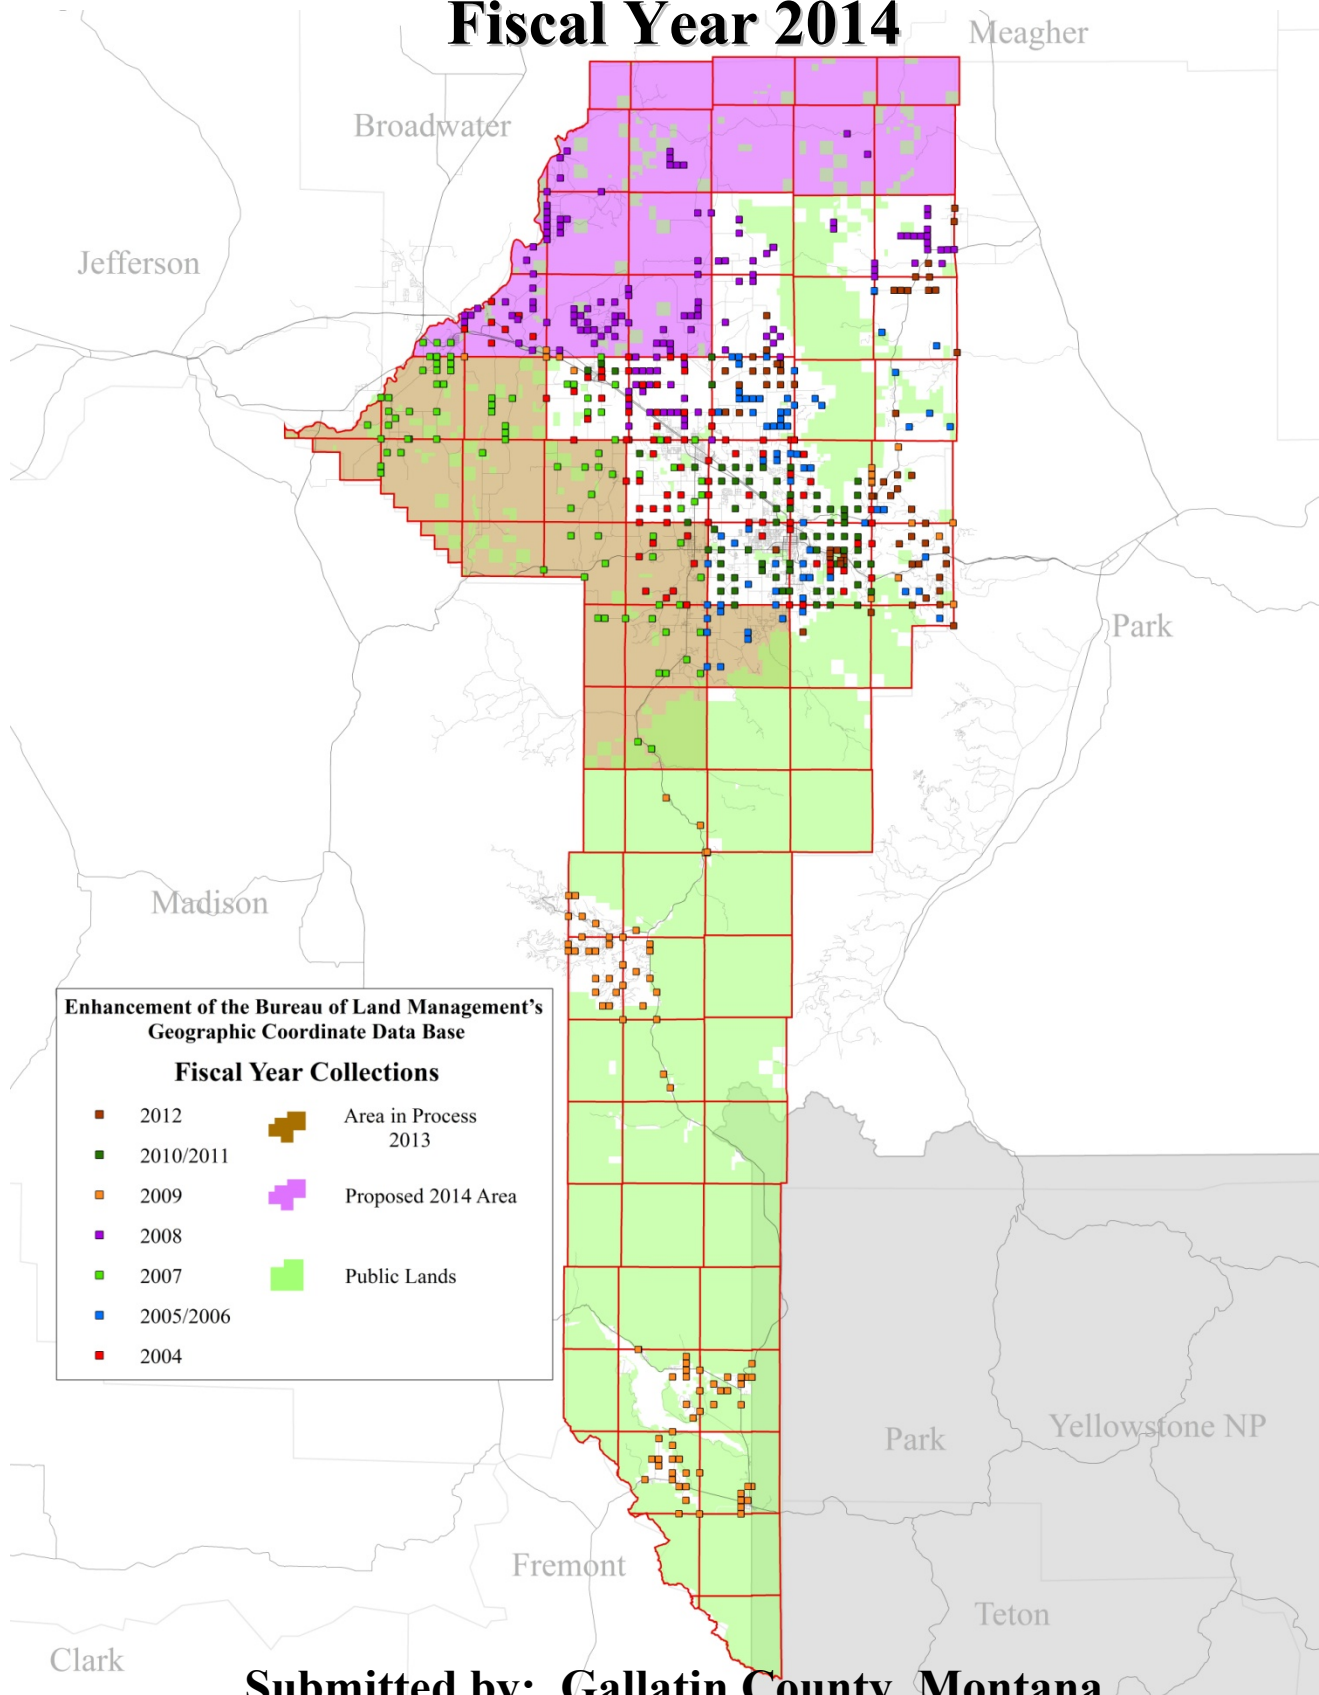 Fiscal Year 2014
Meagher
Broadwater
Jefferson
Park
Madison
Enhancement of the Bureau of Land Management's
Geographic Coordinate Data Base
Fiscal Year Collections
2012
Area in Process
2013
2010/2011
2009
Proposed 2014 Area
2008
2007
Public Lands
2005/2006
2004
Park
Yellowstone NP
Fremont
Teton
Clark
Submitted by: Gallatin County, Montana